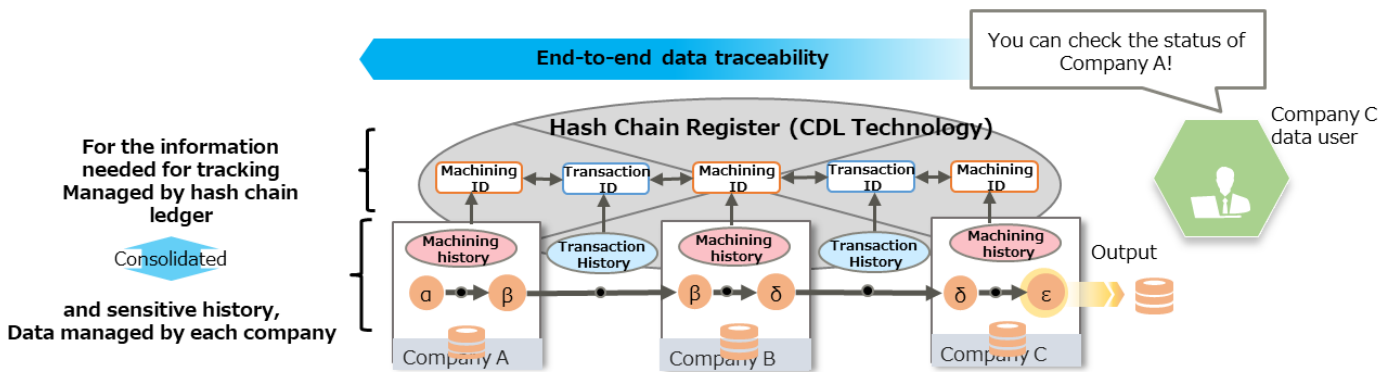 End-to-end data traceability
You can check the status of
Company A!
Company C
data user
For the information
needed for tracking
Managed by hash chain
ledger
Consolidated
and sensitive history,
Data managed by each company
Hash Chain Register (CDL Technology)
Machining
ID
Transaction
ID
Machining
ID
Transaction
ID
Machining
ID
Machining
history
Transaction
History
Machining
history
Transaction
History
Machining
history
Output
α
β
β
δ
δ
ε
Company A
Company B
Company C